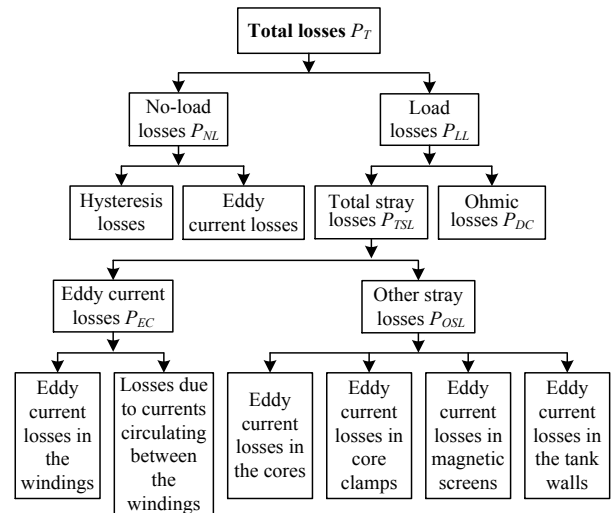 Total losses P_T
No-load
losses P_NL
Load
losses P_LL
Hysteresis
losses
Eddy
current losses
Total stray
losses P_TSL
Ohmic
losses P_DC
Eddy current
losses P_EC
Other stray
losses P_OSL
Eddy
current
losses in
the
windings
Losses due
to currents
circulating
between
the
windings
Eddy
current
losses in
the cores
Eddy
current
losses in
core
clamps
Eddy
current
losses in
magnetic
screens
Eddy
current
losses in
the tank
walls